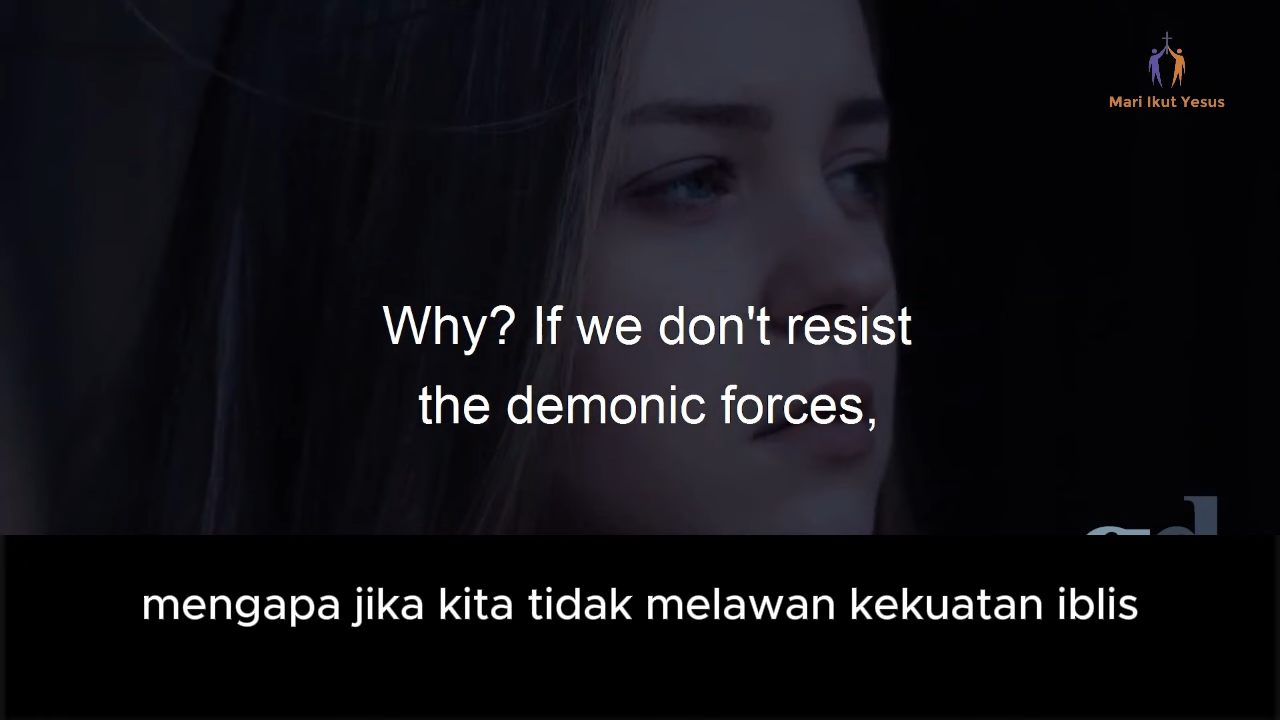 Mari Ikut Yesus
Why? If we don't resist
the demonic forces,
mengapa jika kita tidak melawan kekuatan iblis